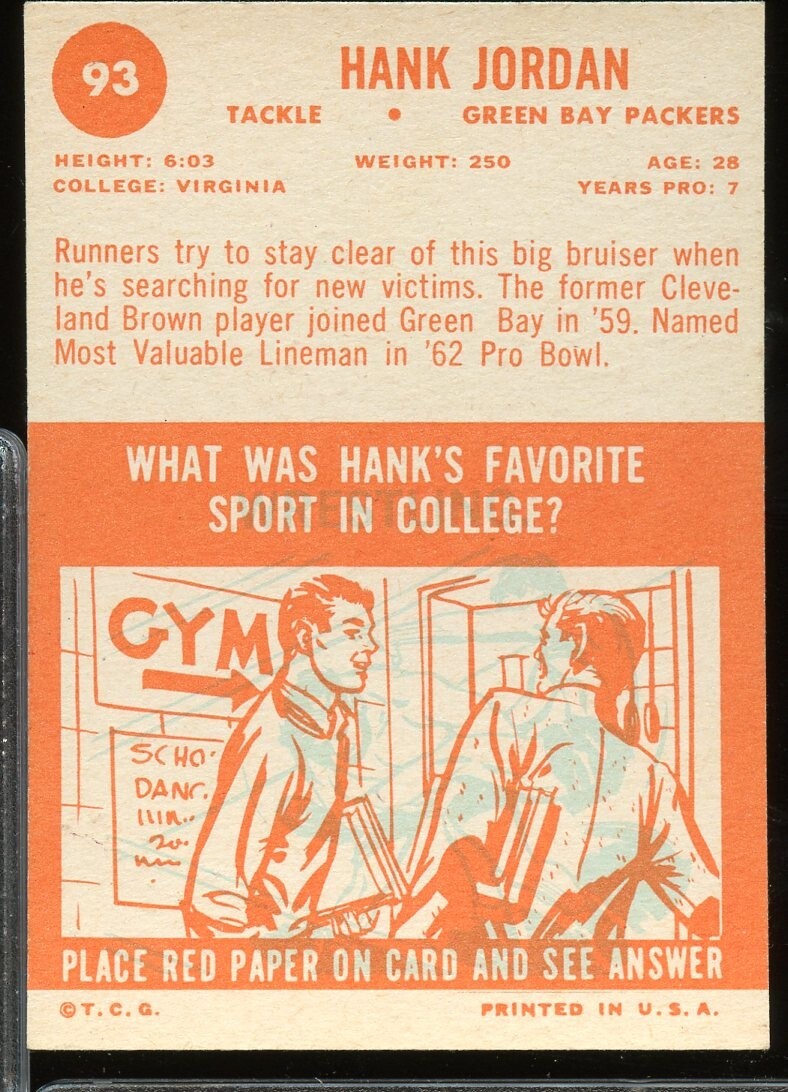 93
HANK JORDAN
TACKLE • GREEN BAY PACKERS
HEIGHT: 6:03 WEIGHT: 250 AGE: 28
COLLEGE: VIRGINIA YEARS PRO: 7
Runners try to stay clear of this big bruiser when
he's searching for new victims. The former Cleve-
land Brown player joined Green Bay in '59. Named
Most Valuable Lineman in '62 Pro Bowl.
WHAT WAS HANK'S FAVORITE
SPORT IN COLLEGE?
GYM
SCHO
DANC.
PLACE RED PAPER ON CARD AND SEE ANSWER
©T.C.G. PRINTED IN U.S.A.